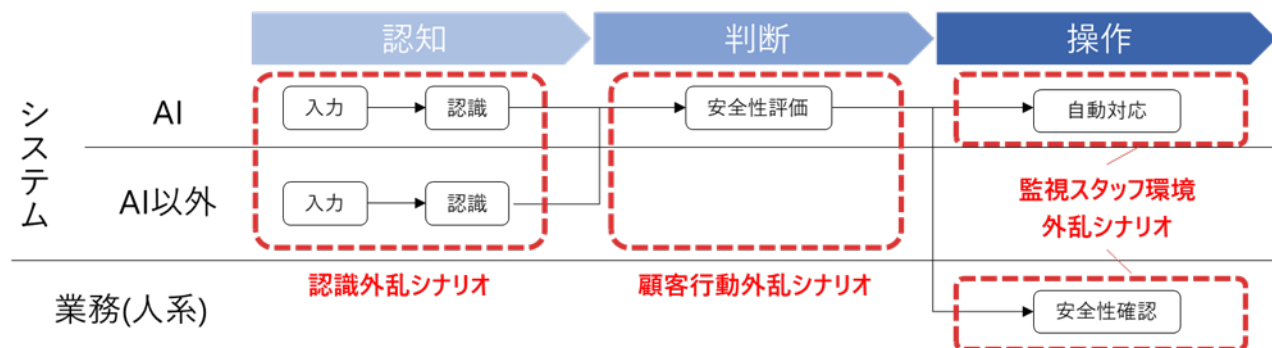 認知
判断
操作
システム
AI
入力
認識
安全性評価
自動対応
AI以外
入力
認識
監視スタッフ環境
外乱シナリオ
認識外乱シナリオ
顧客行動外乱シナリオ
業務(人系)
安全性確認